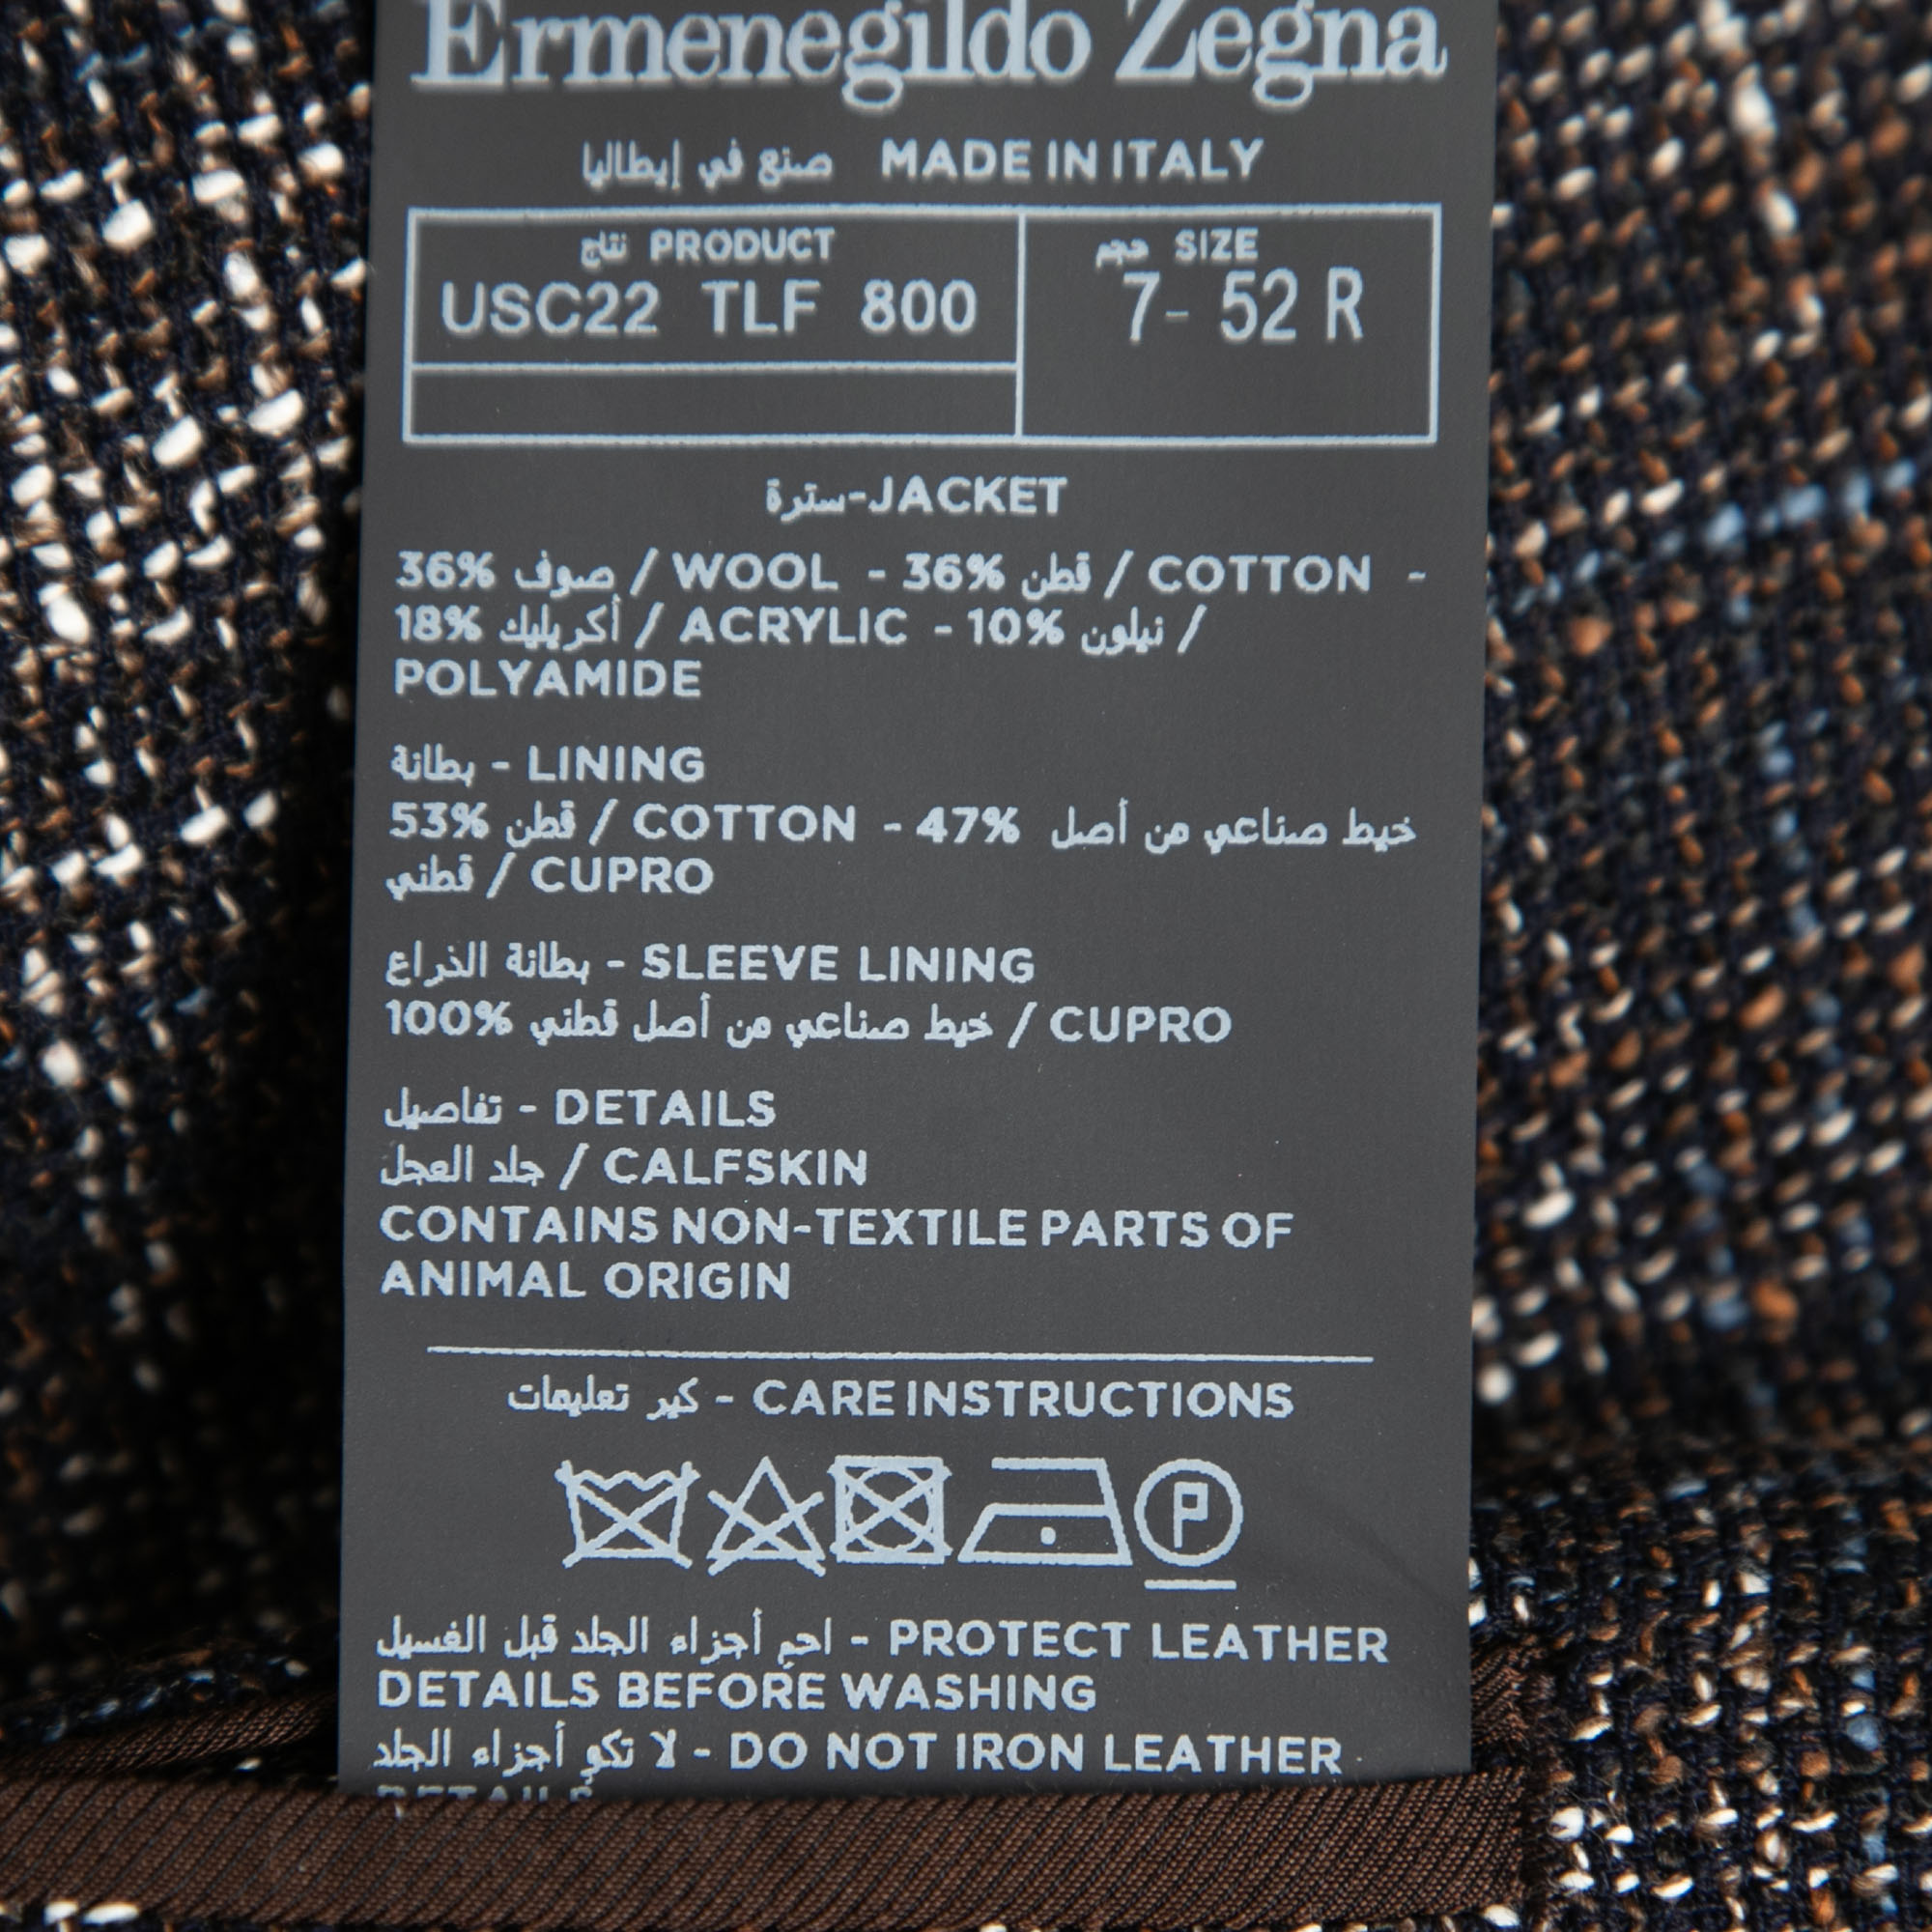 Ermenegildo Zegna
صنع في إيطاليا MADE IN ITALY
نتاج PRODUCT
USC22 TLF 800
حجم SIZE
7- 52 R
سترة-JACKET
36% صوف / WOOL - 36% قطن / COTTON -
18% أكريليك / ACRYLIC - 10% نيلون /
POLYAMIDE
بطانة - LINING
53% قطن / COTTON - 47% خيط صناعي من أصل
قطني / CUPRO
بطانة الذراع - SLEEVE LINING
100% خيط صناعي من أصل قطني / CUPRO
تفاصيل - DETAILS
جلد العجل / CALFSKIN
CONTAINS NON-TEXTILE PARTS OF
ANIMAL ORIGIN
كير تعليمات - CARE INSTRUCTIONS
P
احمِ أجزاء الجلد قبل الغسيل - PROTECT LEATHER
DETAILS BEFORE WASHING
لا تكوِ أجزاء الجلد - DO NOT IRON LEATHER
DETAILS